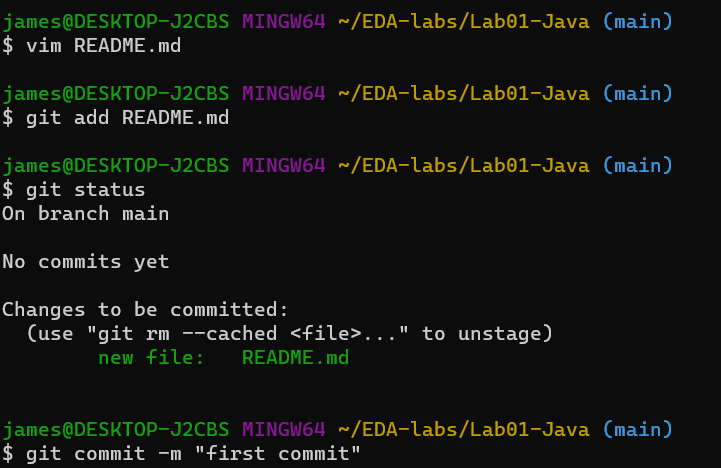 james@DESKTOP-J2CBS MINGW64 ~/EDA-labs/Lab01-Java (main)
$ vim README.md
james@DESKTOP-J2CBS MINGW64 ~/EDA-labs/Lab01-Java (main)
$ git add README.md
james@DESKTOP-J2CBS MINGW64 ~/EDA-labs/Lab01-Java (main)
$ git status
On branch main
No commits yet
Changes to be committed:
  (use "git rm --cached <file>..." to unstage)
        new file:   README.md
james@DESKTOP-J2CBS MINGW64 ~/EDA-labs/Lab01-Java (main)
$ git commit -m "first commit"